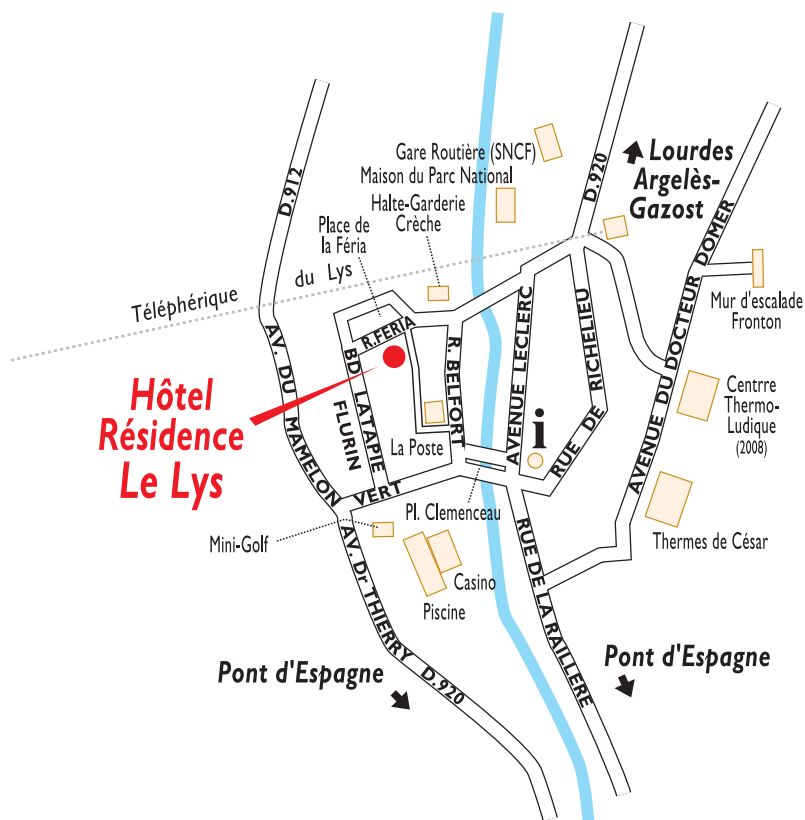 D.912
D.920
Gare Routière (SNCF)
Maison du Parc National
Halte-Garderie
Crèche
Lourdes
Argelès-
Gazost
Place de
la Féria
Téléphérique
du Lys
AVENUE DU DOCTEUR DOMER
Mur d'escalade
Fronton
R.FERIA
AVENUE LECLERC
RUE DE RICHELIEU
R. BELFORT
BD LATAPIE
FLURIN
AV. DU MAMELON VERT
Hôtel
Résidence
Le Lys
La Poste
i
Centrre
Thermo-
Ludique
(2008)
Pl. Clemenceau
Thermes de César
Mini-Golf
Casino
Piscine
RUE DE LA RAILLERE
AV. Dr THIERRY
D.920
Pont d'Espagne
Pont d'Espagne